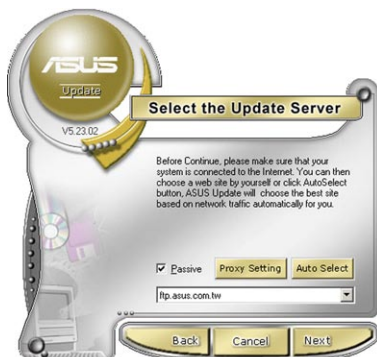 ASUS
Update
V5.23.02
Select the Update Server
Before Continue, please make sure that your
system is connected to the Internet. You can then
choose a web site by yourself or click AutoSelect
button, ASUS Update will choose the best site
based on network traffic automatically for you.
Passive
Proxy Setting
Auto Select
ftp.asus.com.tw
Back
Cancel
Next